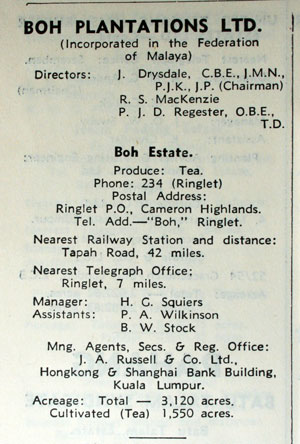 BOH PLANTATIONS LTD.
(Incorporated in the Federation
of Malaya)
Directors: J. Drysdale, C.B.E., J.M.N.,
P.J.K., J.P. (Chairman)
R. S. MacKenzie
P. J. D. Regester, O.B.E.,
T.D.
Boh Estate.
Produce: Tea.
Phone: 234 (Ringlet)
Postal Address:
Ringlet P.O., Cameron Highlands.
Tel. Add.—"Boh," Ringlet.
Nearest Railway Station and distance:
Tapah Road, 42 miles.
Nearest Telegraph Office:
Ringlet, 7 miles.
Manager: H. G. Squiers
Assistants: P. A. Wilkinson
B. W. Stock
Mng. Agents, Secs. & Reg. Office:
J. A. Russell & Co. Ltd.,
Hongkong & Shanghai Bank Building,
Kuala Lumpur.
Acreage: Total — 3,120 acres.
Cultivated (Tea) 1,550 acres.